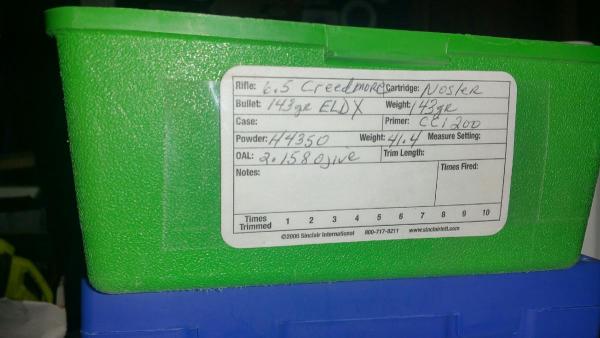 Rifle: 6.5 Creedmore Cartridge: Nosler
Bullet: 143gr ELDX Weight: 143gr
Case: Primer: CCI 200
Powder: H4350 Weight: 41.4 Measure Setting:
OAL: 2.158 Ojive Trim Length:
Notes: Times Fired:
Times Trimmed 1 2 3 4 5 6 7 8 9 10
©2005 Sinclair International 800-717-8211 www.sinclairintl.com